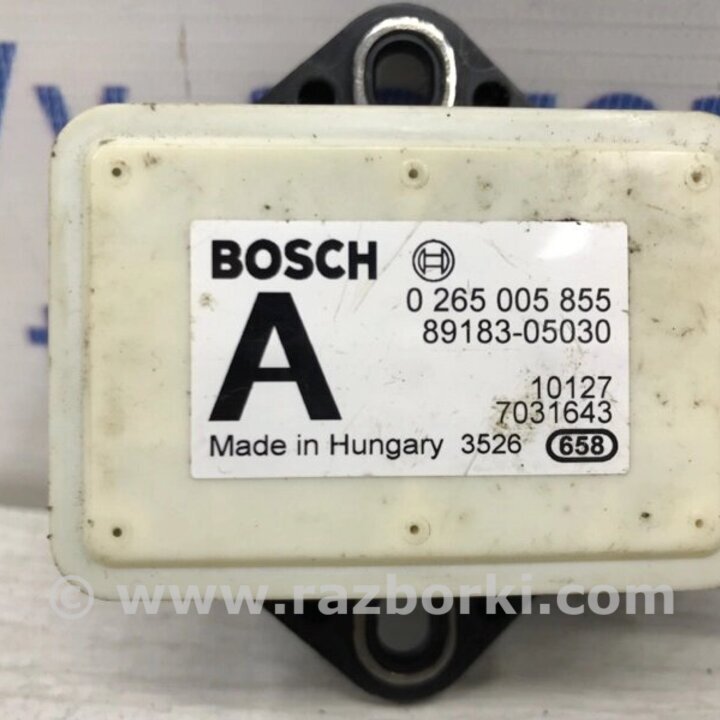 BOSCH
A
0 265 005 855
89183-05030
10127
7031643
Made in Hungary 3526 658
© www.razborki.com